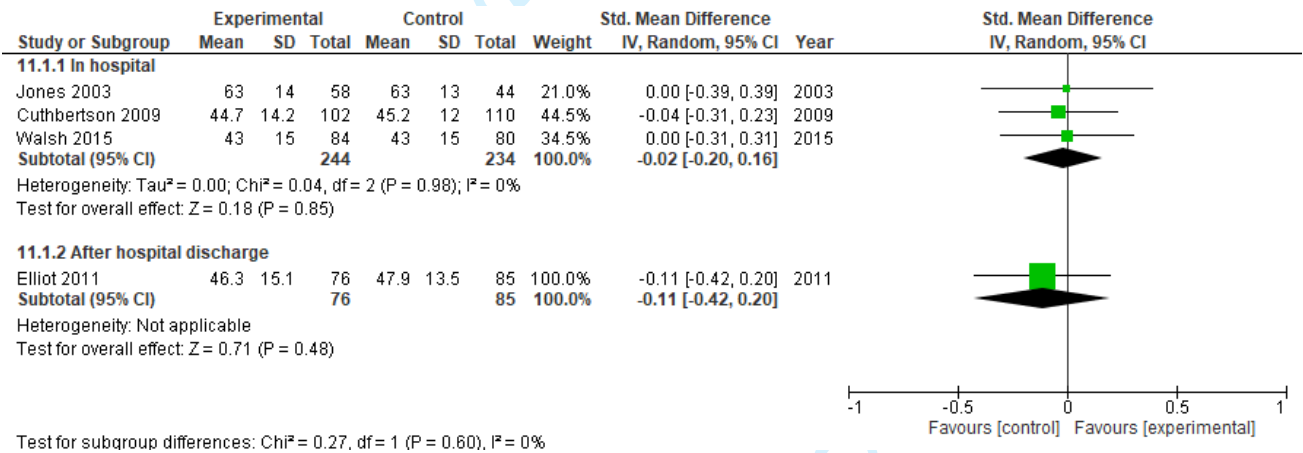 Experimental Control Std. Mean Difference Std. Mean Difference
Study or Subgroup Mean SD Total Mean SD Total Weight IV, Random, 95% CI Year IV, Random, 95% CI
11.1.1 In hospital
Jones 2003 63 14 58 63 13 44 21.0% 0.00 [-0.39, 0.39] 2003
Cuthbertson 2009 44.7 14.2 102 45.2 12 110 44.5% -0.04 [-0.31, 0.23] 2009
Walsh 2015 43 15 84 43 15 80 34.5% 0.00 [-0.31, 0.31] 2015
Subtotal (95% CI) 244 234 100.0% -0.02 [-0.20, 0.16]
Heterogeneity: Tau² = 0.00; Chi² = 0.04, df = 2 (P = 0.98); I² = 0%
Test for overall effect: Z = 0.18 (P = 0.85)
11.1.2 After hospital discharge
Elliot 2011 46.3 15.1 76 47.9 13.5 85 100.0% -0.11 [-0.42, 0.20] 2011
Subtotal (95% CI) 76 85 100.0% -0.11 [-0.42, 0.20]
Heterogeneity: Not applicable
Test for overall effect: Z = 0.71 (P = 0.48)
-1 -0.5 0 0.5 1
Favours [control] Favours [experimental]
Test for subgroup differences: Chi² = 0.27, df = 1 (P = 0.60), I² = 0%